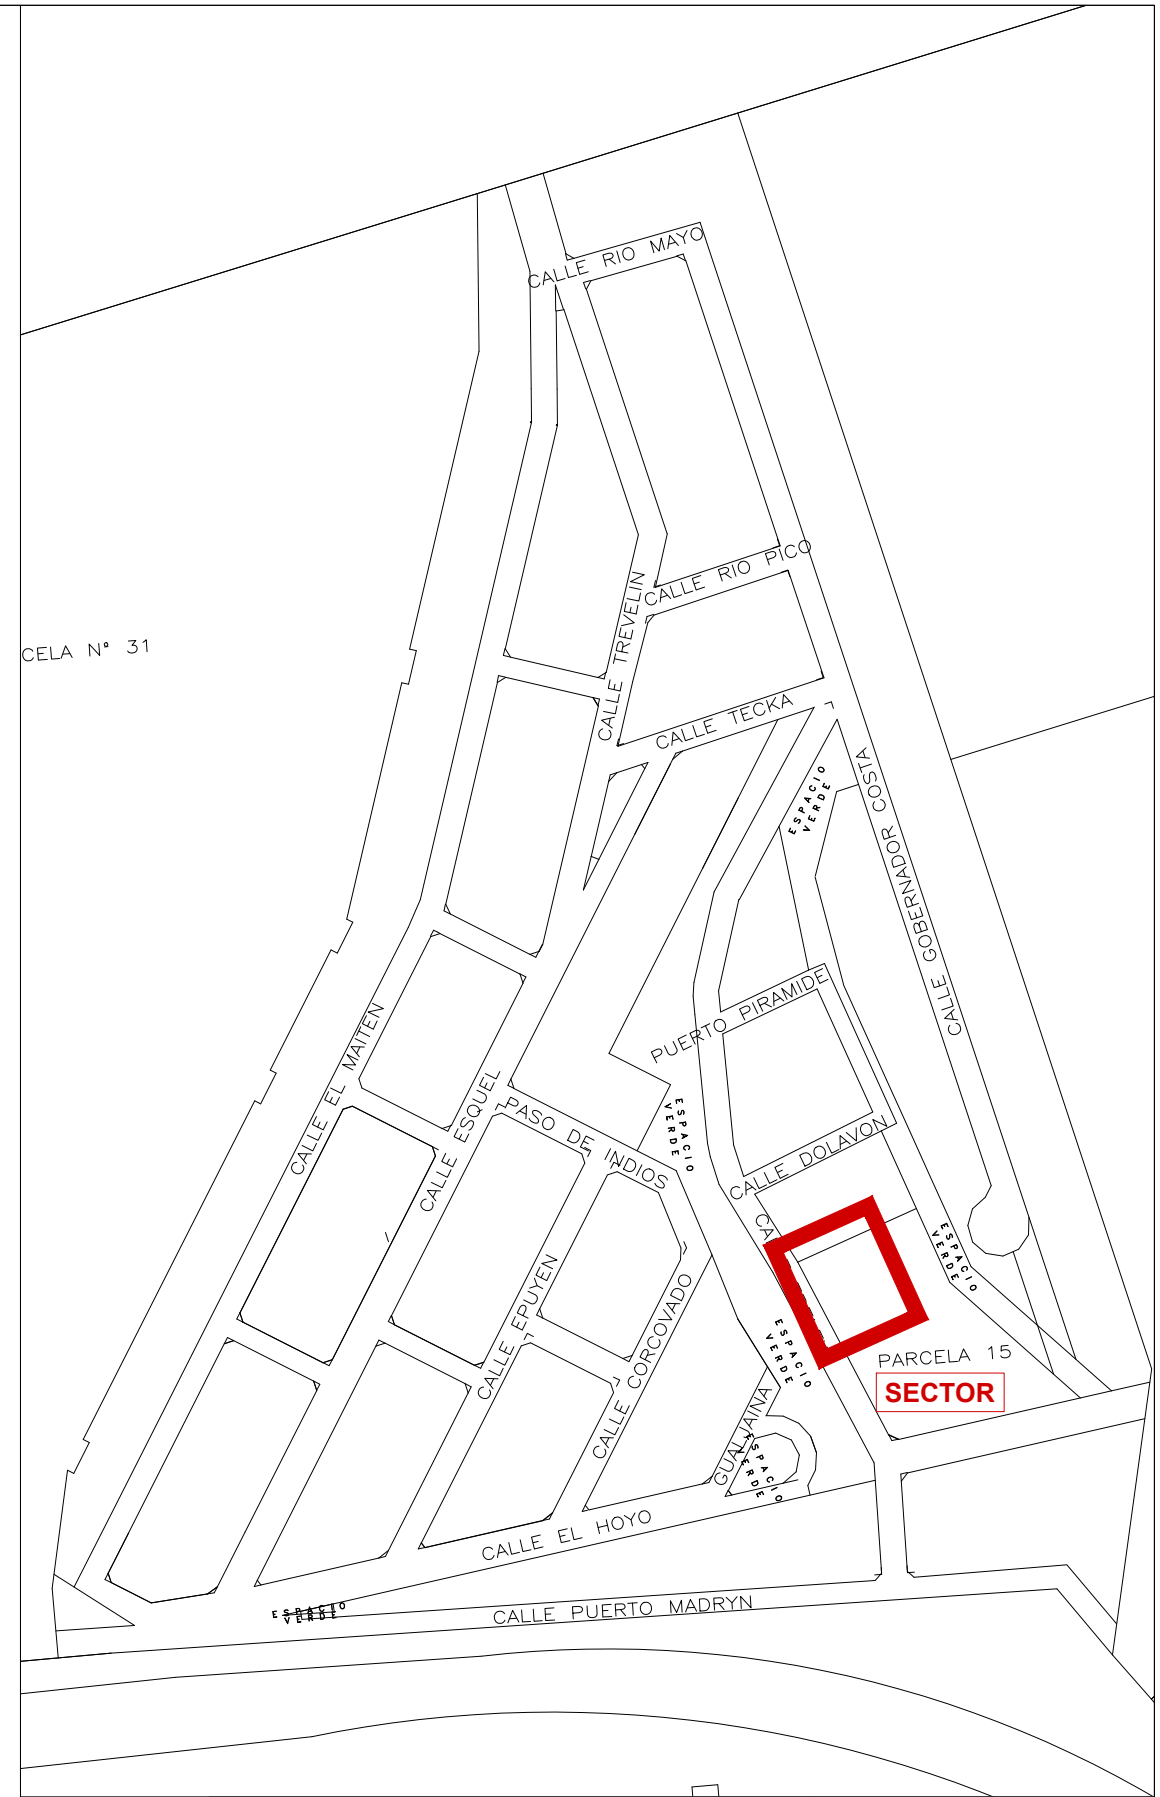 CALLE RIO MAYO
CALLE RIO PICO
CALLE TREVELIN
CELA Nº 31
CALLE TECKA
ESPACIO
VERDE
CALLE GOBERNADOR COSTA
PUERTO PIRAMIDE
CALLE EL MAITEN
CALLE ESQUEL
PASO DE INDIOS
ESPACIO
VERDE
CALLE DOLAVON
ESPACIO
VERDE
CALLE EPUYEN
CALLE CORCOVADO
ESPACIO
VERDE
PARCELA 15
SECTOR
GUALJAINA
ESPACIO
VERDE
CALLE EL HOYO
ESPACIO
VERDE
CALLE PUERTO MADRYN